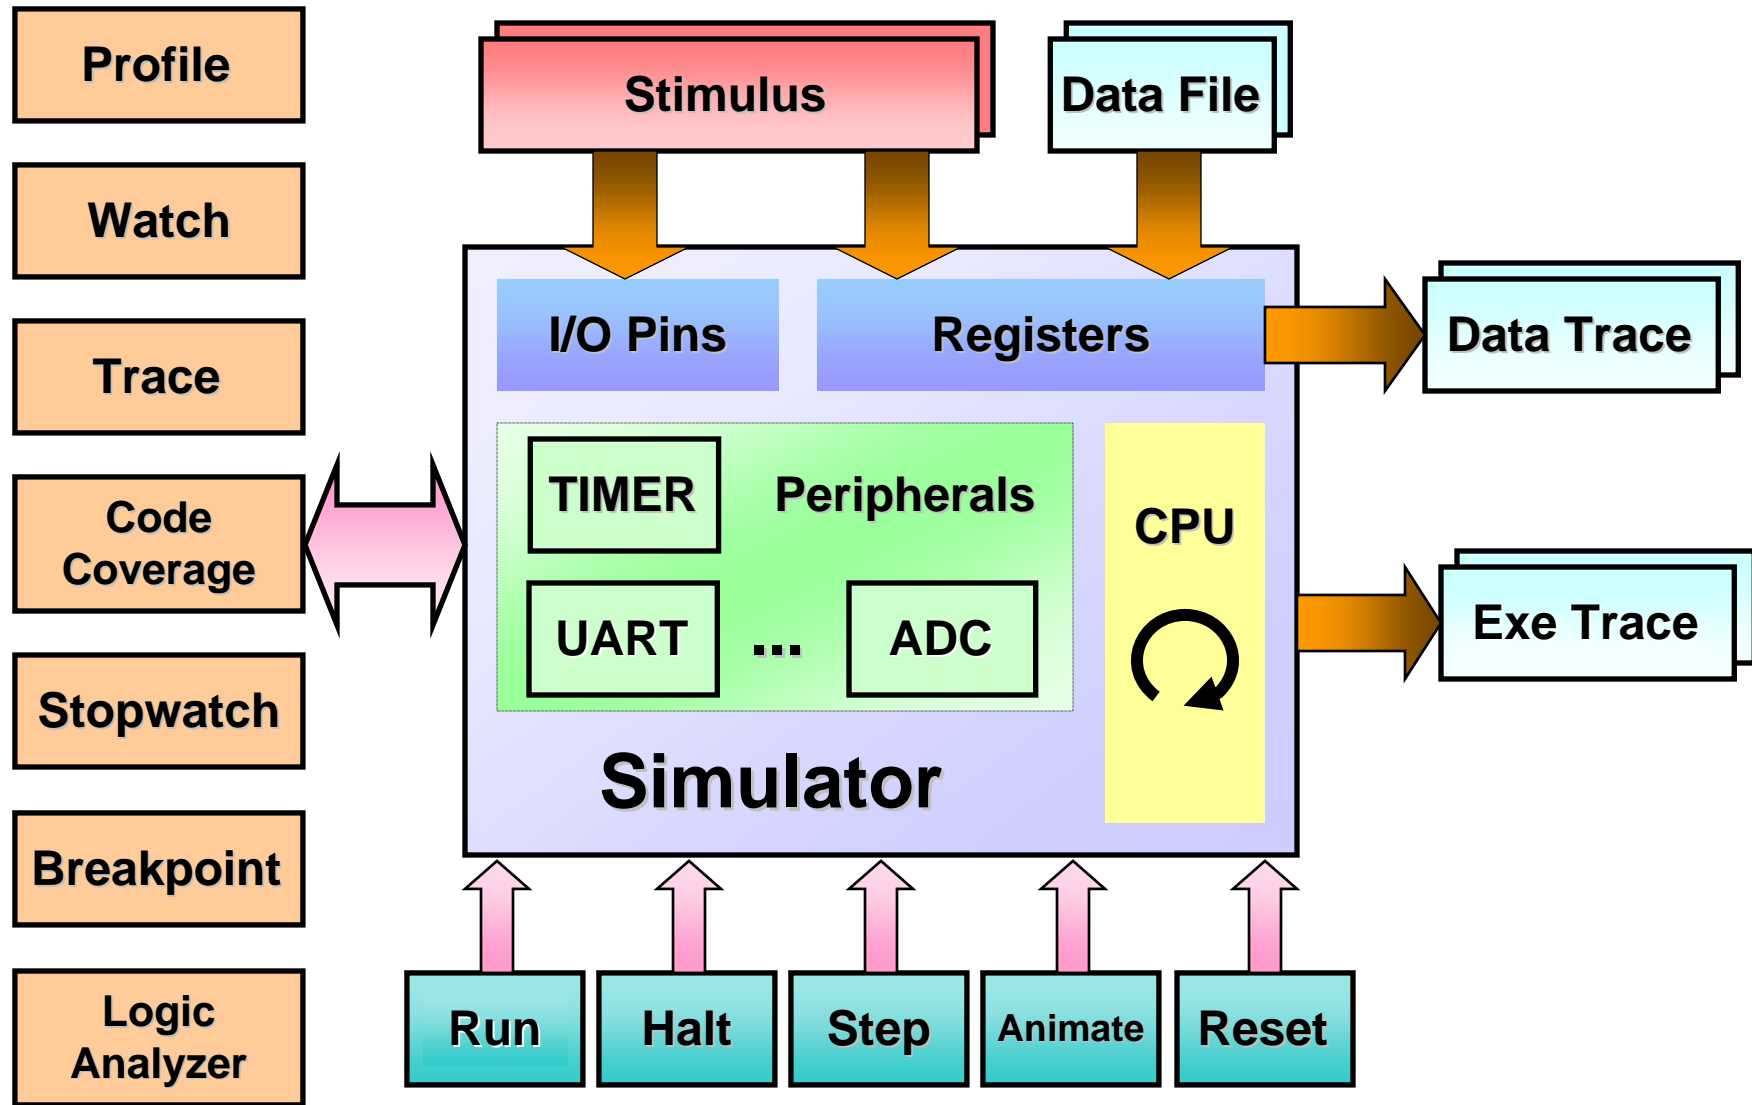 Profile
Watch
Trace
Code
Coverage
Stopwatch
Breakpoint
Logic
Analyzer
Stimulus
Data File
I/O Pins
Registers
Data Trace
TIMER
Peripherals
CPU
UART
...
ADC
Exe Trace
Simulator
Run
Halt
Step
Animate
Reset